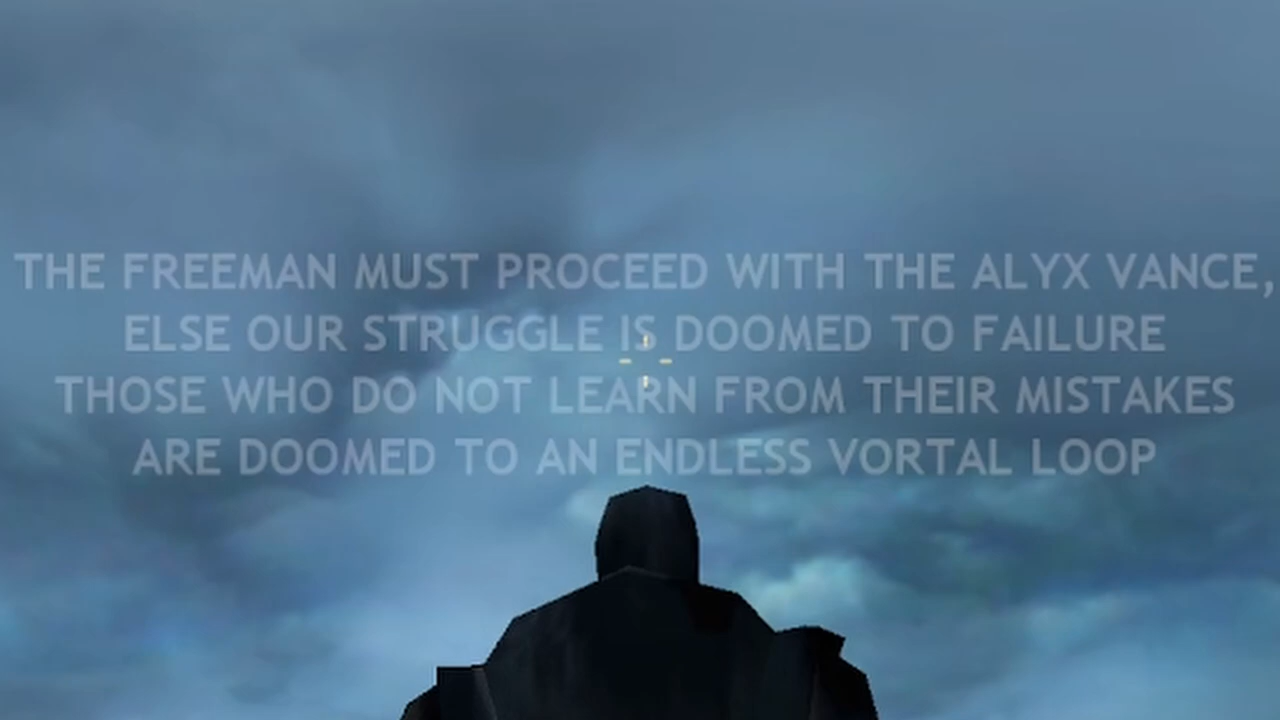 THE FREEMAN MUST PROCEED WITH THE ALYX VANCE,
ELSE OUR STRUGGLE IS DOOMED TO FAILURE
THOSE WHO DO NOT LEARN FROM THEIR MISTAKES
ARE DOOMED TO AN ENDLESS VORTAL LOOP